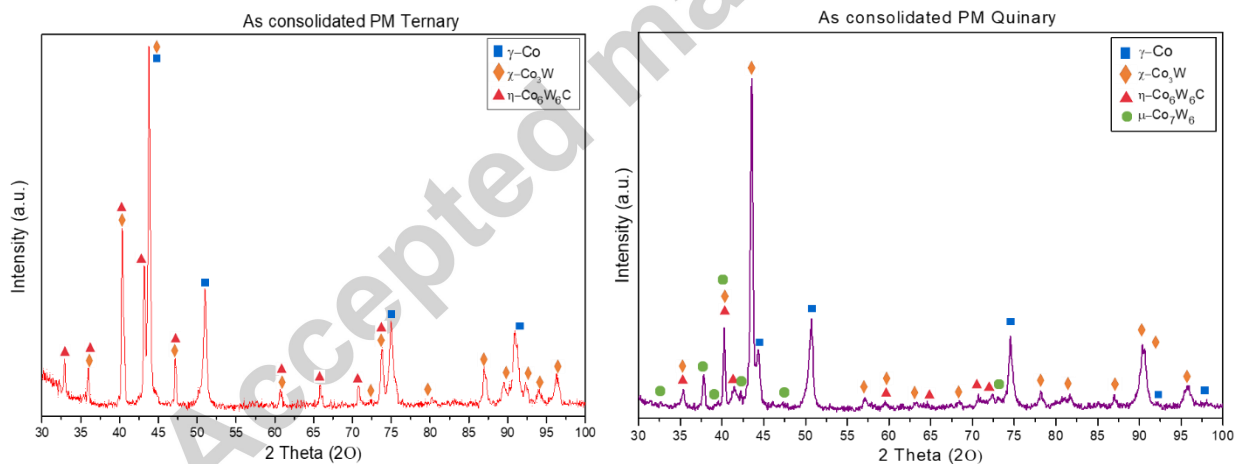 As consolidated PM Ternary
γ–Co
χ–Co₃W
η–Co₆W₆C
Intensity (a.u.)
30 35 40 45 50 55 60 65 70 75 80 85 90 95 100
2 Theta (2O)
As consolidated PM Quinary
γ–Co
χ–Co₃W
η–Co₆W₆C
μ–Co₇W₆
Intensity (a.u.)
30 35 40 45 50 55 60 65 70 75 80 85 90 95 100
2 Theta (2O)
Accepted ma